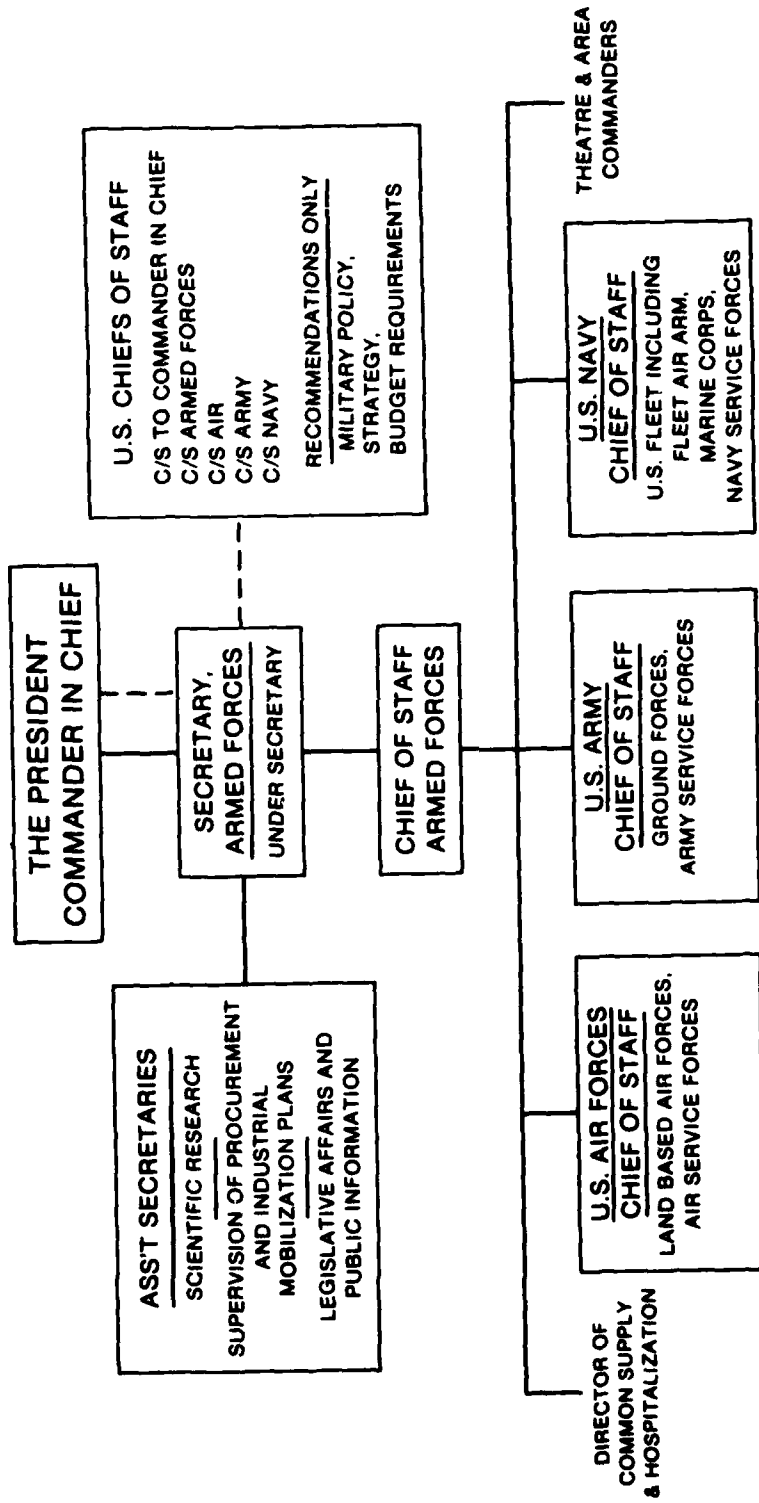 THE PRESIDENT
COMMANDER IN CHIEF
ASS'T SECRETARIES
SCIENTIFIC RESEARCH
SUPERVISION OF PROCUREMENT
AND INDUSTRIAL
MOBILIZATION PLANS
LEGISLATIVE AFFAIRS AND
PUBLIC INFORMATION
SECRETARY,
ARMED FORCES
UNDER SECRETARY
U.S. CHIEFS OF STAFF
C/S TO COMMANDER IN CHIEF
C/S ARMED FORCES
C/S AIR
C/S ARMY
C/S NAVY
RECOMMENDATIONS ONLY
MILITARY POLICY,
STRATEGY,
BUDGET REQUIREMENTS
CHIEF OF STAFF
ARMED FORCES
DIRECTOR OF
COMMON SUPPLY
& HOSPITALIZATION
U.S. AIR FORCES
CHIEF OF STAFF
LAND BASED AIR FORCES,
AIR SERVICE FORCES
U.S. ARMY
CHIEF OF STAFF
GROUND FORCES,
ARMY SERVICE FORCES
U.S. NAVY
CHIEF OF STAFF
U.S. FLEET INCLUDING
FLEET AIR ARM,
MARINE CORPS,
NAVY SERVICE FORCES
THEATRE & AREA
COMMANDERS